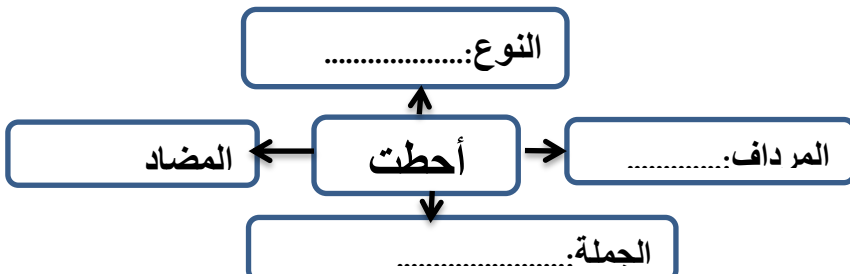 النوع:...................
المرداف:.............
أحطت
المضاد
الجملة:.......................